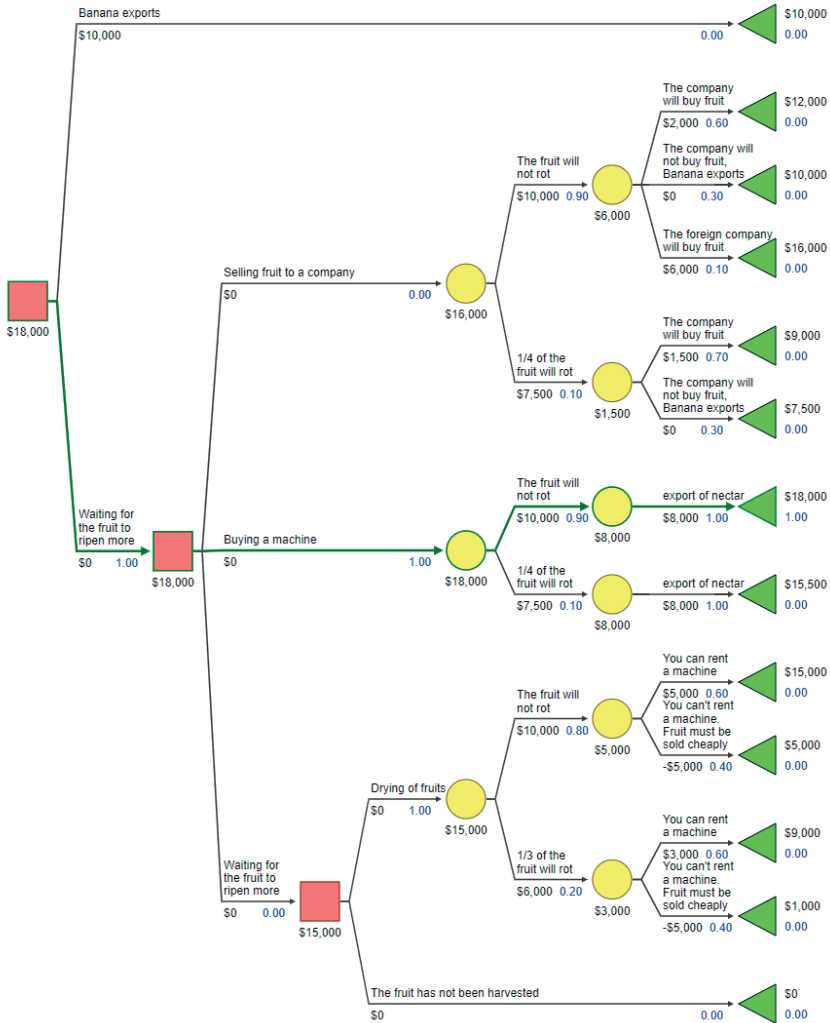 Banana exports
$10,000
0.00
$10,000
0.00
The company
will buy fruit
$2,000 0.60
$12,000
0.00
The company will
not buy fruit,
Banana exports
$0 0.30
$10,000
0.00
The foreign company
will buy fruit
$6,000 0.10
$16,000
0.00
The fruit will
not rot
$10,000 0.90
$6,000
Selling fruit to a company
$0
0.00
$16,000
$18,000
The company
will buy fruit
$1,500 0.70
$9,000
0.00
1/4 of the
fruit will rot
$7,500 0.10
$1,500
The company will
not buy fruit,
Banana exports
$0 0.30
$7,500
0.00
Waiting for
the fruit to
ripen more
$0 1.00
$18,000
Buying a machine
$0
1.00
$18,000
The fruit will
not rot
$10,000 0.90
$8,000
export of nectar
$8,000 1.00
$18,000
1.00
1/4 of the
fruit will rot
$7,500 0.10
$8,000
export of nectar
$8,000 1.00
$15,500
0.00
You can rent
a machine
$5,000 0.60
$15,000
0.00
The fruit will
not rot
$10,000 0.80
$5,000
You can't rent
a machine.
Fruit must be
sold cheaply
-$5,000 0.40
$5,000
0.00
Drying of fruits
$0 1.00
$15,000
You can rent
a machine
$3,000 0.60
$9,000
0.00
1/3 of the
fruit will rot
$6,000 0.20
$3,000
You can't rent
a machine.
Fruit must be
sold cheaply
-$5,000 0.40
$1,000
0.00
Waiting for
the fruit to
ripen more
$0 0.00
$15,000
The fruit has not been harvested
$0
0.00
$0
0.00